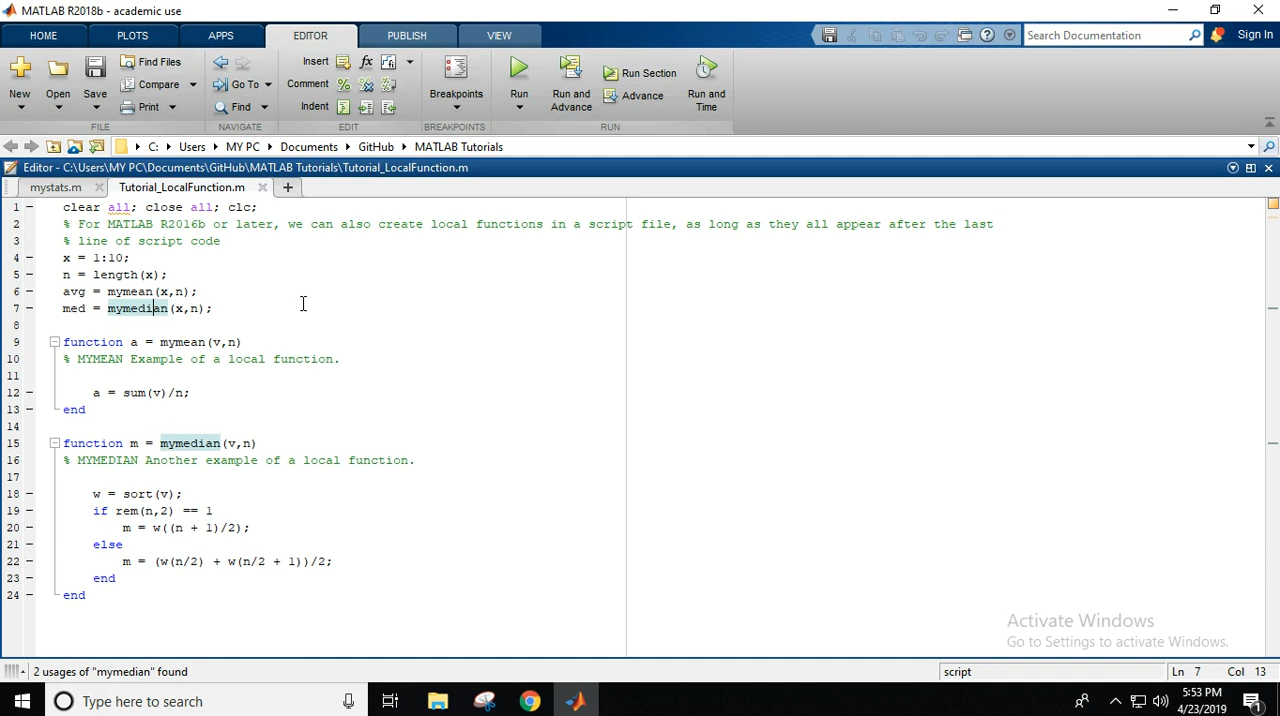 MATLAB R2018b - academic use
HOME PLOTS APPS EDITOR PUBLISH VIEW Search Documentation Sign In
New Open Save Find Files Compare Print
Go To Find
Insert fx Comment Indent
Breakpoints
Run Run and Advance Run Section Advance Run and Time
FILE NAVIGATE EDIT BREAKPOINTS RUN
C: Users MY PC Documents GitHub MATLAB Tutorials
Editor - C:\Users\MY PC\Documents\GitHub\MATLAB Tutorials\Tutorial_LocalFunction.m
mystats.m Tutorial_LocalFunction.m
1 clear all; close all; clc;
2 % For MATLAB R2016b or later, we can also create local functions in a script file, as long as they all appear after the last
3 % line of script code
4 x = 1:10;
5 n = length(x);
6 avg = mymean(x,n);
7 med = mymedian(x,n);
8
9 function a = mymean(v,n)
10 % MYMEAN Example of a local function.
11
12 a = sum(v)/n;
13 end
14
15 function m = mymedian(v,n)
16 % MYMEDIAN Another example of a local function.
17
18 w = sort(v);
19 if rem(n,2) == 1
20 m = w((n + 1)/2);
21 else
22 m = (w(n/2) + w(n/2 + 1))/2;
23 end
24 end
Activate Windows
Go to Settings to activate Windows.
2 usages of "mymedian" found script Ln 7 Col 13
Type here to search
5:53 PM
4/23/2019
1